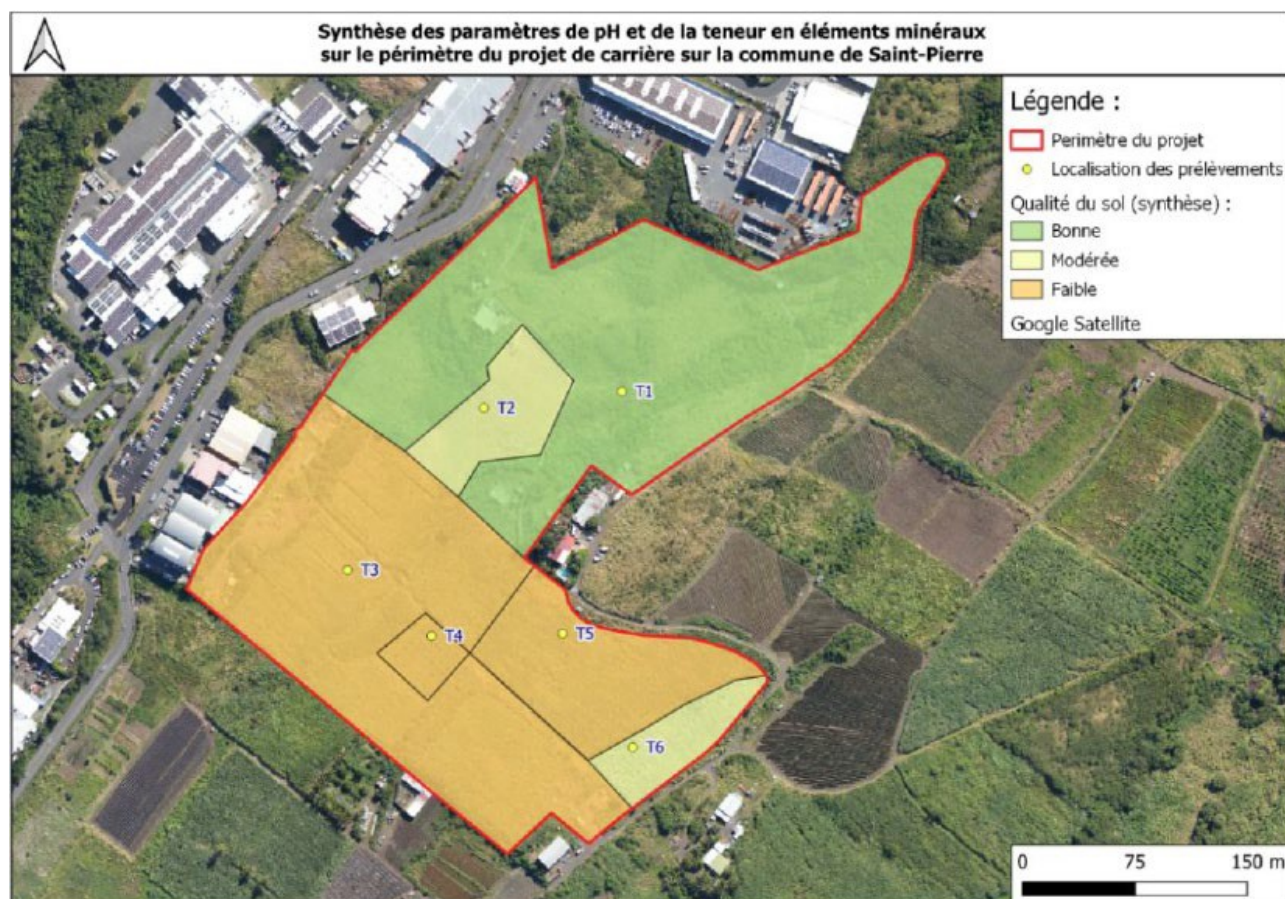 Synthèse des paramètres de pH et de la teneur en éléments minéraux
sur le périmètre du projet de carrière sur la commune de Saint-Pierre
Légende :
Perimètre du projet
Localisation des prélèvements
Qualité du sol (synthèse) :
Bonne
Modérée
Faible
Google Satellite
T1
T2
T3
T4
T5
T6
0 75 150 m